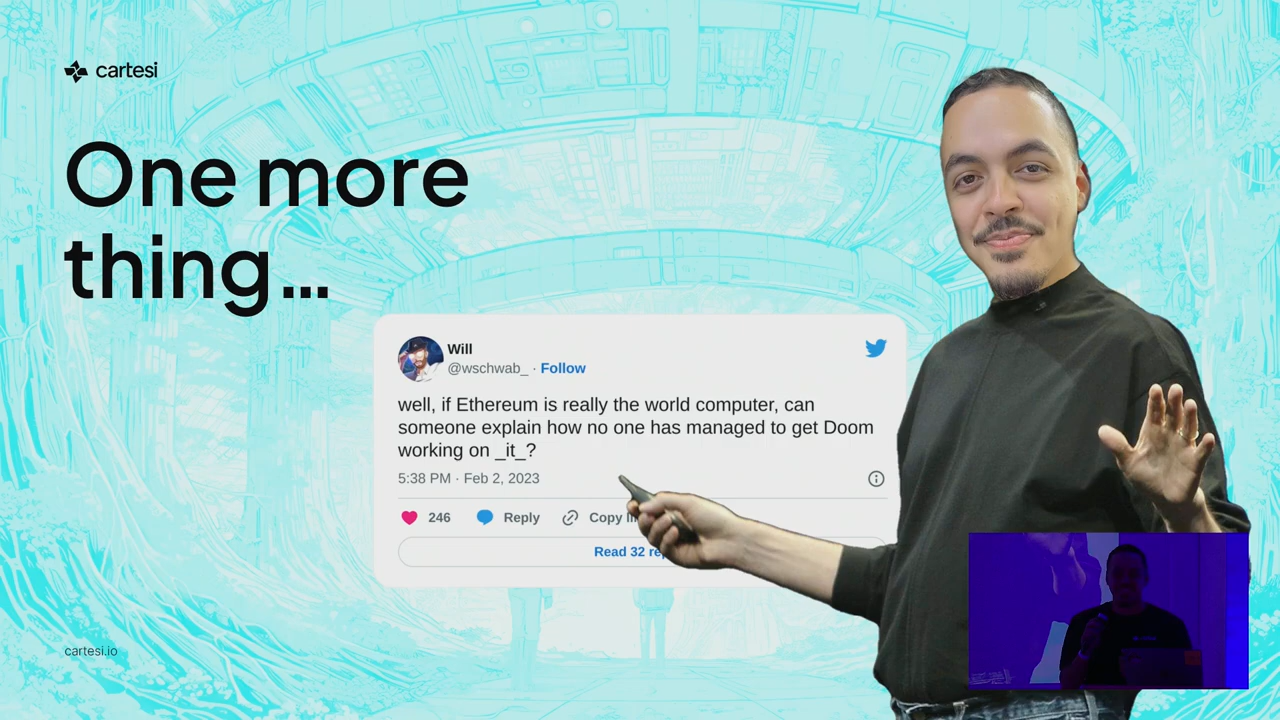 cartesi
One more
thing...
Will
@wschwab_ · Follow
well, if Ethereum is really the world computer, can
someone explain how no one has managed to get Doom
working on _it_?
5:38 PM · Feb 2, 2023
246 Reply Copy
Read 32
cartesi.io